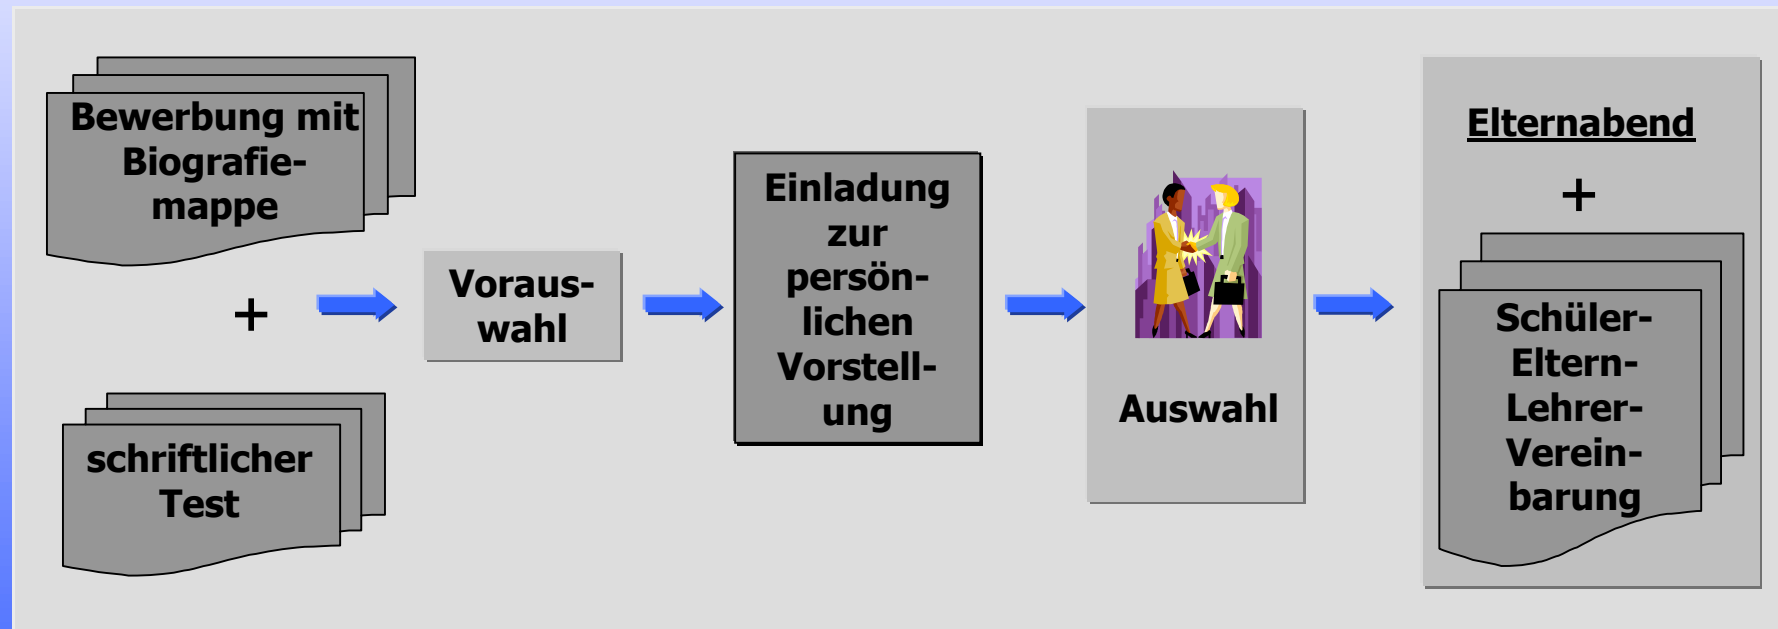 Bewerbung mit
Biografie-
mappe
+
schriftlicher
Test
Voraus-
wahl
Einladung
zur
persön-
lichen
Vorstell-
ung
Auswahl
Elternabend
+
Schüler-
Eltern-
Lehrer-
Verein-
barung